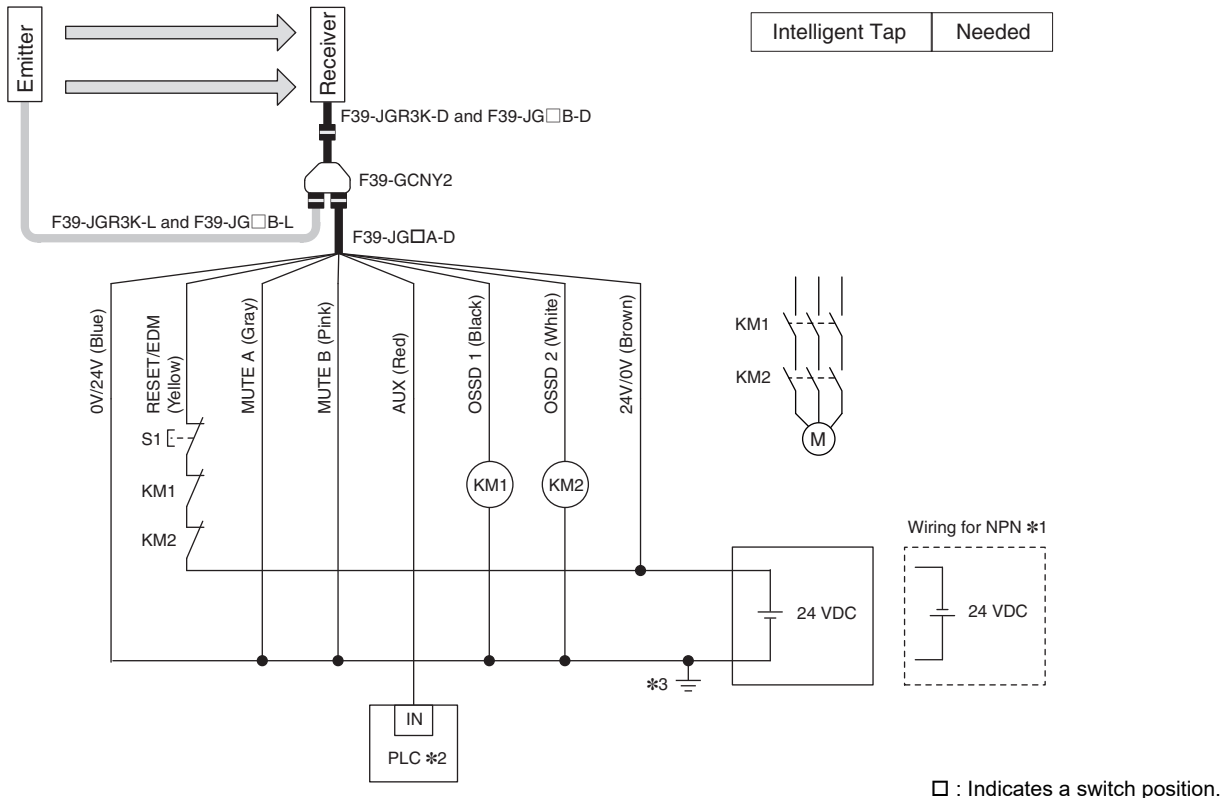 Emitter
Receiver
Intelligent Tap Needed
F39-JGR3K-D and F39-JG□B-D
F39-GCNY2
F39-JGR3K-L and F39-JG□B-L
F39-JG□A-D
0V/24V (Blue)
RESET/EDM
(Yellow)
MUTE A (Gray)
MUTE B (Pink)
AUX (Red)
OSSD 1 (Black)
OSSD 2 (White)
24V/0V (Brown)
KM1
KM2
M
S1
KM1
KM2
KM1
KM2
24 VDC
Wiring for NPN ✱1
24 VDC
✱3
IN
PLC ✱2
□ : Indicates a switch position.